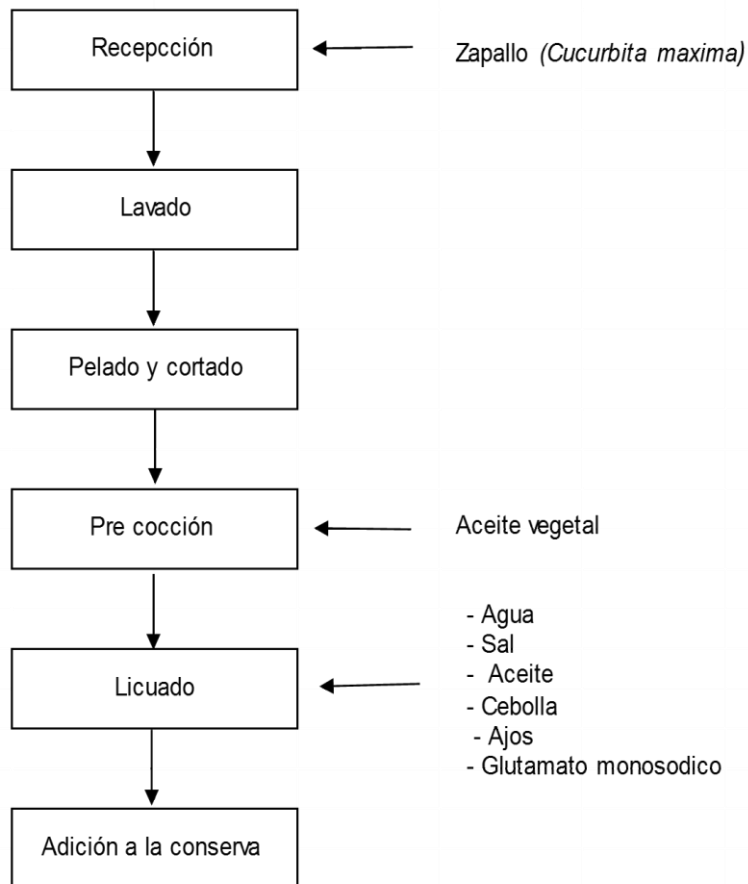 Recepcción
Zapallo (Cucurbita maxima)
Lavado
Pelado y cortado
Pre cocción
Aceite vegetal
- Agua
- Sal
- Aceite
- Cebolla
- Ajos
- Glutamato monosodico
Licuado
Adición a la conserva